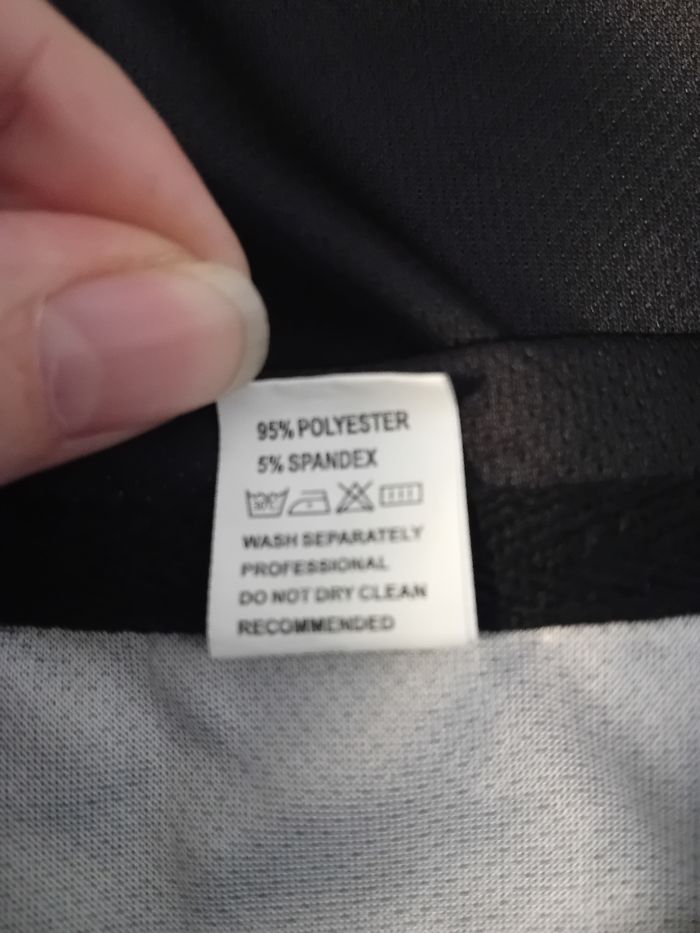 95% POLYESTER
5% SPANDEX
WASH SEPARATELY
PROFESSIONAL
DO NOT DRY CLEAN
RECOMMENDED